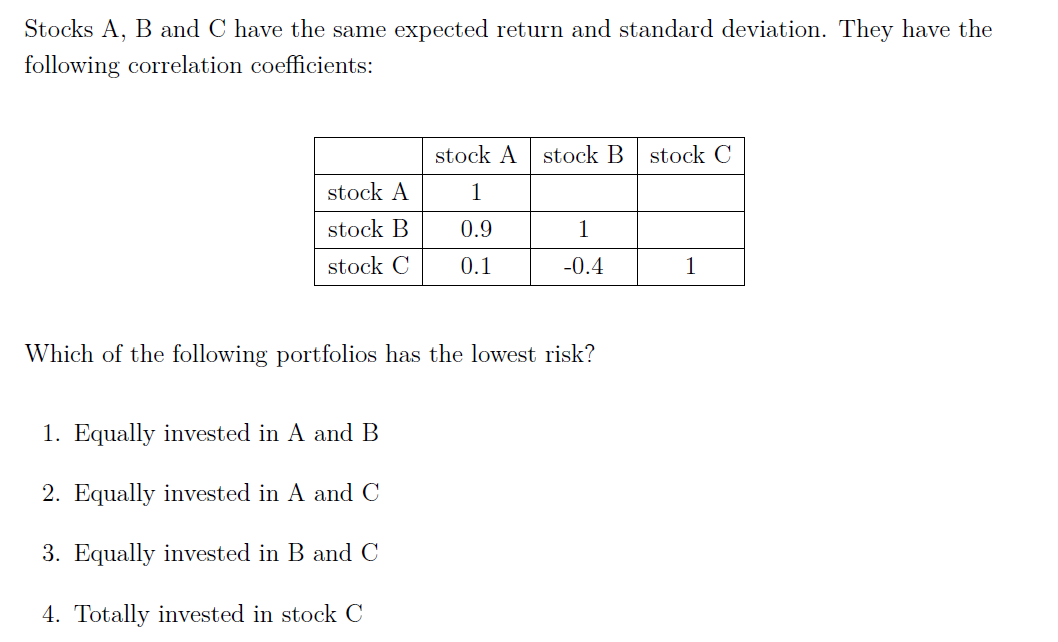 Stocks A, B and C have the same expected return and standard deviation. They have the
following correlation coefficients:
stock A stock B stock C
stock A 1
stock B 0.9 1
stock C 0.1 -0.4 1
Which of the following portfolios has the lowest risk?
1. Equally invested in A and B
2. Equally invested in A and C
3. Equally invested in B and C
4. Totally invested in stock C